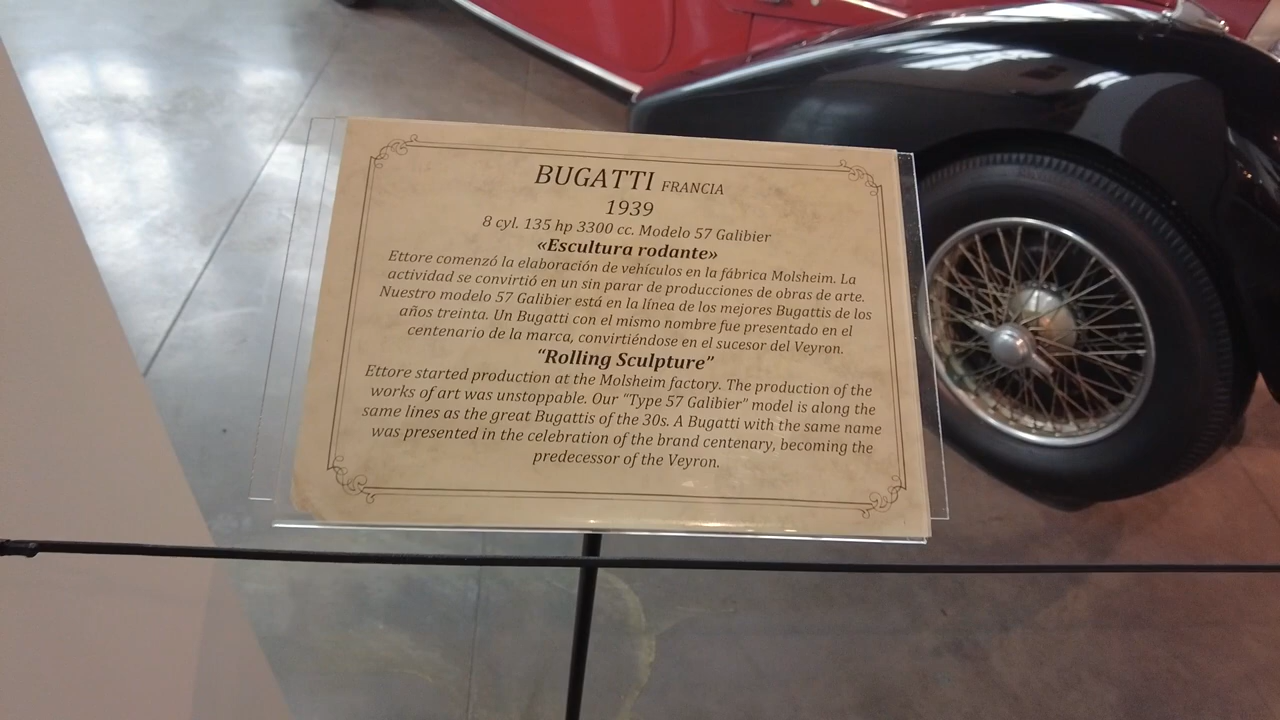 BUGATTI FRANCIA
1939
8 cyl. 135 hp 3300 cc. Modelo 57 Galibier
«Escultura rodante»
Ettore comenzó la elaboración de vehículos en la fábrica Molsheim. La
actividad se convirtió en un sin parar de producciones de obras de arte.
Nuestro modelo 57 Galibier está en la línea de los mejores Bugattis de los
años treinta. Un Bugatti con el mismo nombre fue presentado en el
centenario de la marca, convirtiéndose en el sucesor del Veyron.
“Rolling Sculpture”
Ettore started production at the Molsheim factory. The production of the
works of art was unstoppable. Our “Type 57 Galibier” model is along the
same lines as the great Bugattis of the 30s. A Bugatti with the same name
was presented in the celebration of the brand centenary, becoming the
predecessor of the Veyron.